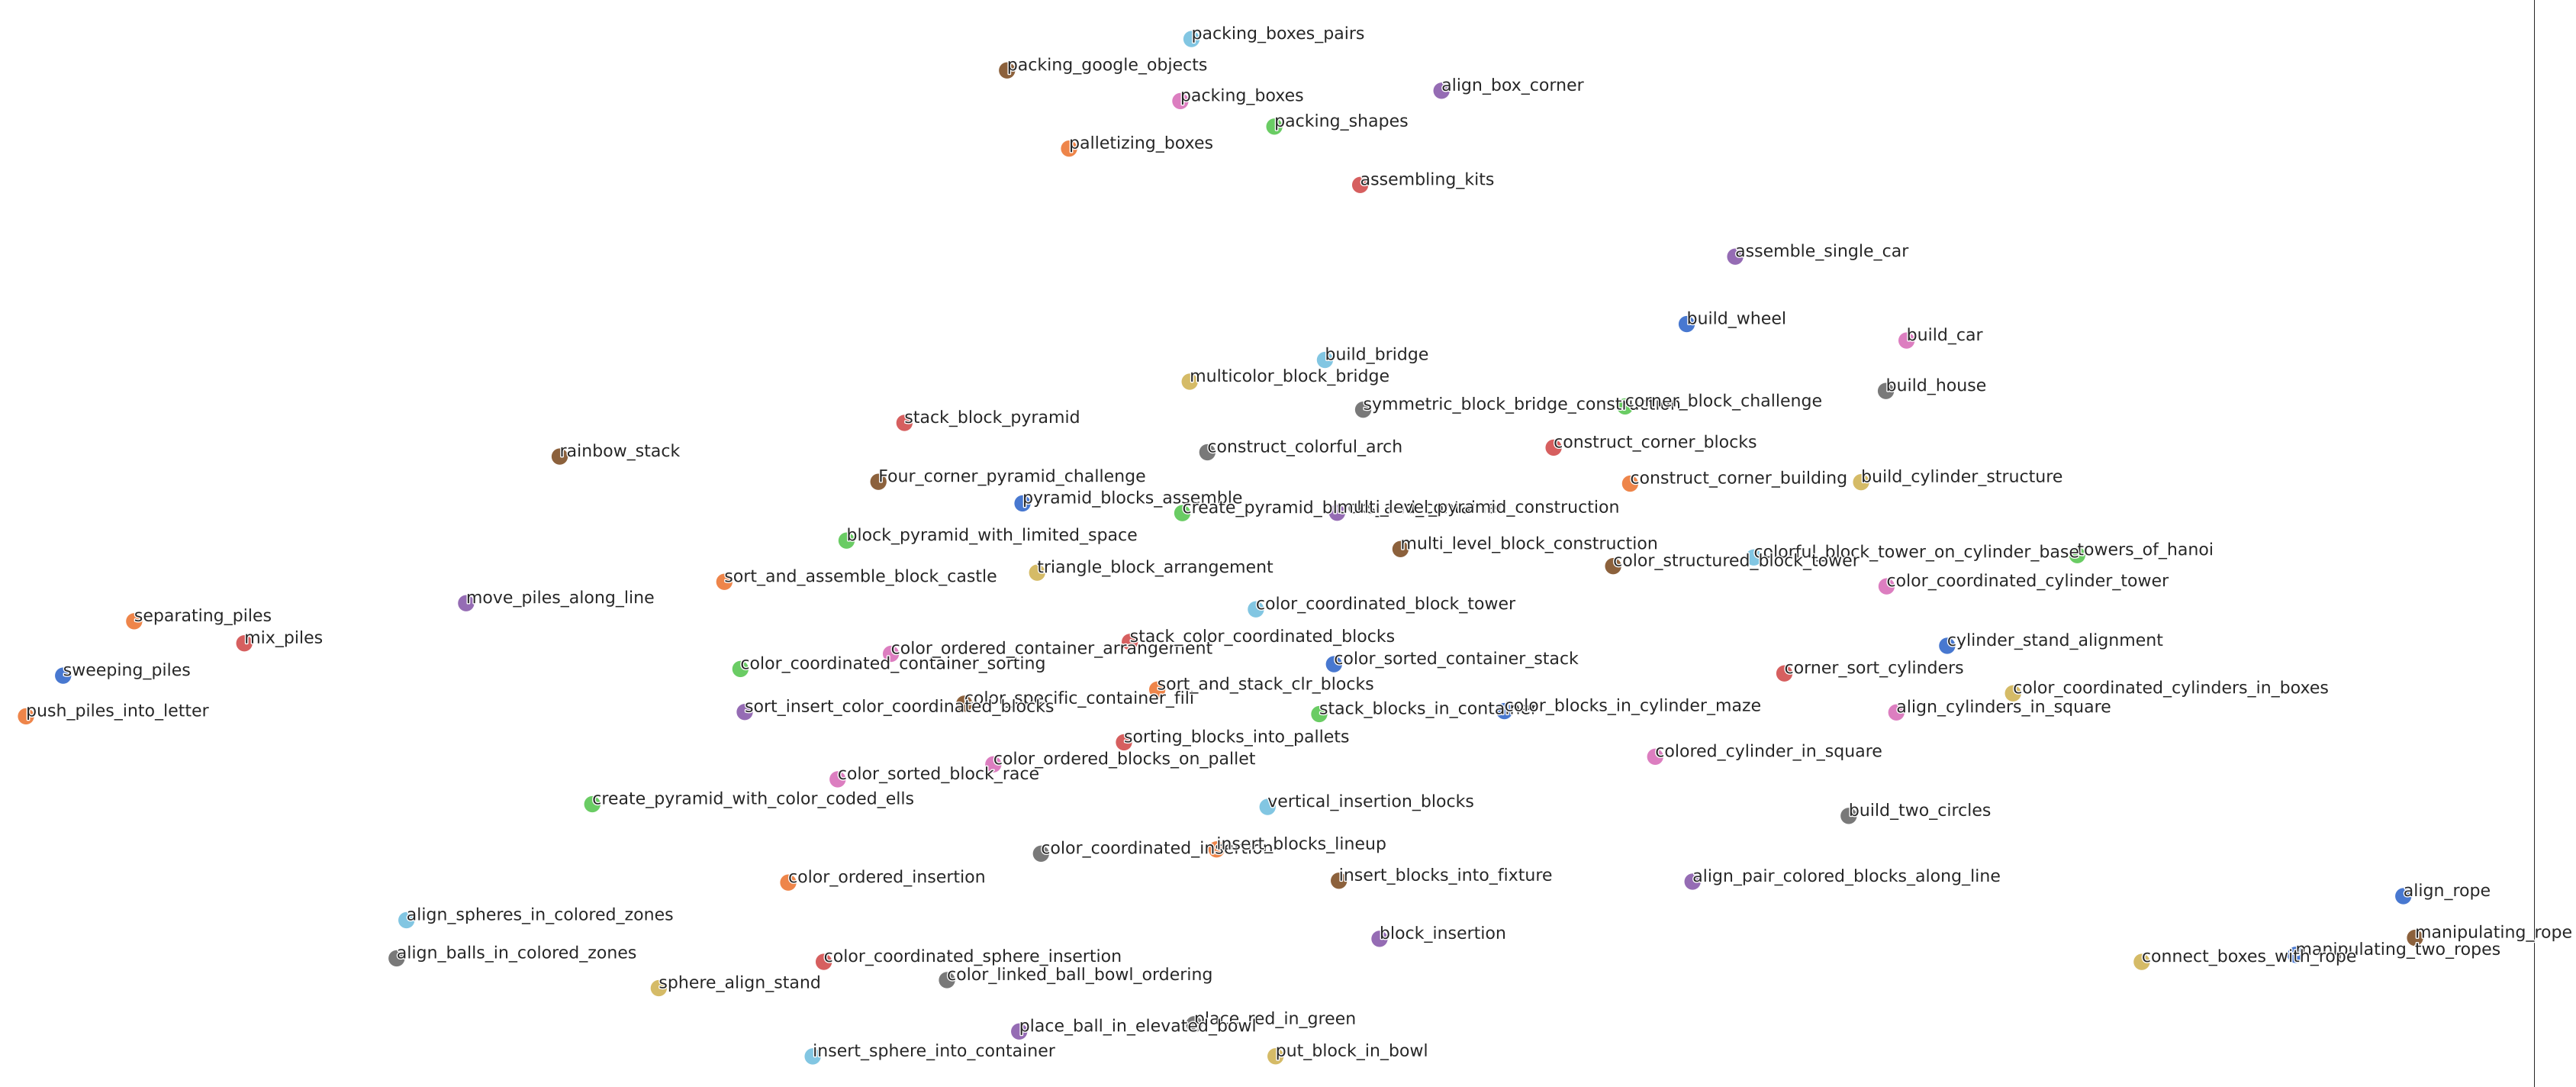 packing_boxes_pairs
packing_google_objects
align_box_corner
packing_boxes
packing_shapes
palletizing_boxes
assembling_kits
assemble_single_car
build_wheel
build_car
build_bridge
multicolor_block_bridge
build_house
symmetric_block_bridge_construction
corner_block_challenge
stack_block_pyramid
construct_corner_blocks
construct_colorful_arch
rainbow_stack
Four_corner_pyramid_challenge
construct_corner_building
build_cylinder_structure
pyramid_blocks_assemble
multi_level_pyramid_construction
block_pyramid_with_limited_space
multi_level_block_construction
colorful_block_tower_on_cylinder_base
towers_of_hanoi
color_structured_block_tower
triangle_block_arrangement
sort_and_assemble_block_castle
color_coordinated_cylinder_tower
move_piles_along_line
color_coordinated_block_tower
separating_piles
mix_piles
stack_color_coordinated_blocks
cylinder_stand_alignment
color_ordered_container_arrangement
color_sorted_container_stack
color_coordinated_container_sorting
corner_sort_cylinders
sweeping_piles
sort_and_stack_clr_blocks
color_coordinated_cylinders_in_boxes
color_specific_container_fill
sort_insert_color_coordinated_blocks
push_piles_into_letter
stack_blocks_in_container
color_blocks_in_cylinder_maze
align_cylinders_in_square
sorting_blocks_into_pallets
colored_cylinder_in_square
color_ordered_blocks_on_pallet
color_sorted_block_race
create_pyramid_with_color_coded_ells
vertical_insertion_blocks
build_two_circles
insert_blocks_lineup
color_coordinated_insertion
insert_blocks_into_fixture
color_ordered_insertion
align_pair_colored_blocks_along_line
align_rope
align_spheres_in_colored_zones
block_insertion
manipulating_rope
manipulating_two_ropes
align_balls_in_colored_zones
color_coordinated_sphere_insertion
connect_boxes_with_rope
color_linked_ball_bowl_ordering
sphere_align_stand
place_red_in_green
place_ball_in_elevated_bowl
insert_sphere_into_container
put_block_in_bowl